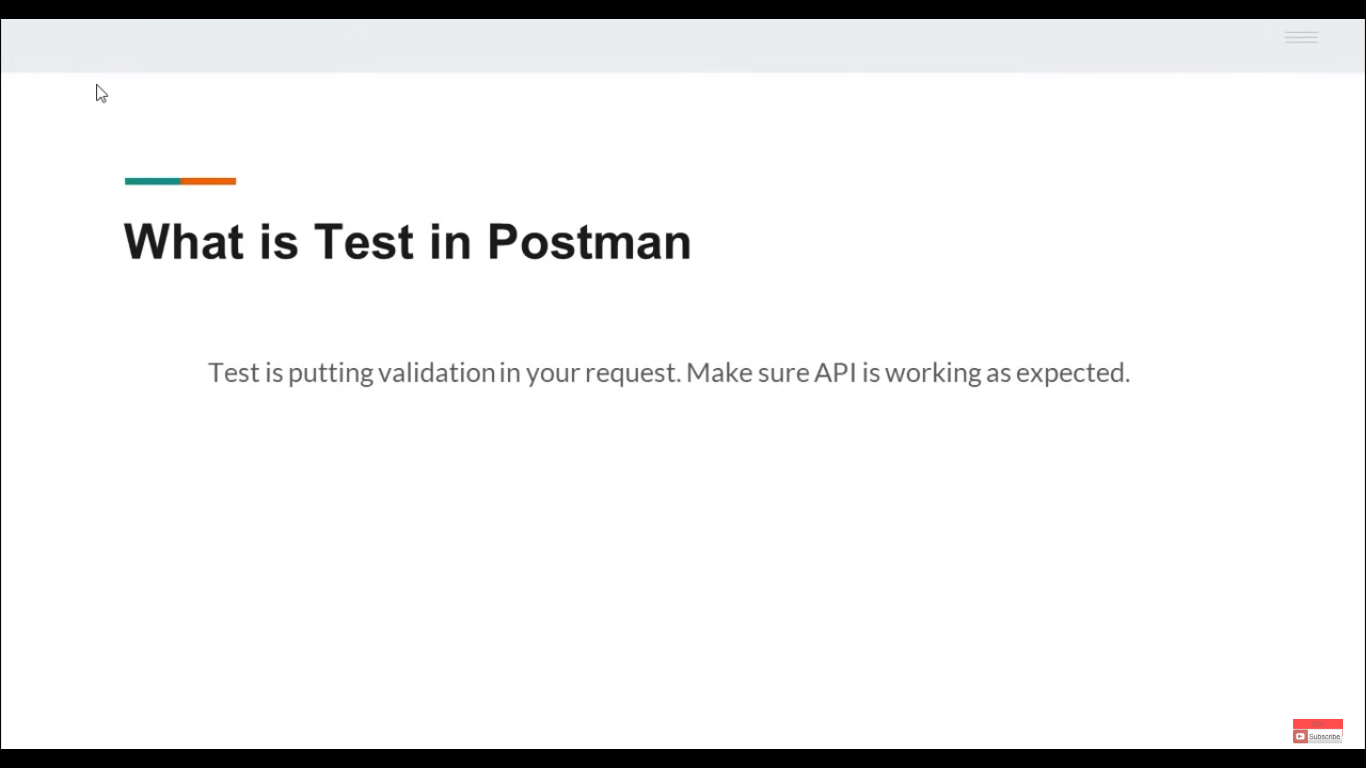 What is Test in Postman
Test is putting validation in your request. Make sure API is working as expected.
Subscribe